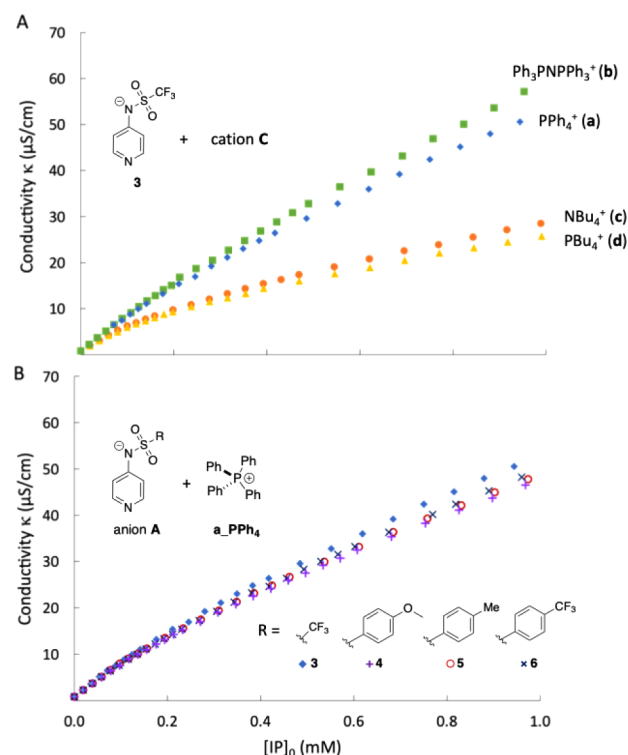 A
Conductivity κ (µS/cm)
70
60
50
40
30
20
10
⊖
O
O
S
CF₃
N
N
3
+ cation C
Ph₃PNPPh₃⁺ (b)
PPh₄⁺ (a)
NBu₄⁺ (c)
PBu₄⁺ (d)
B
Conductivity κ (µS/cm)
70
60
50
40
30
20
10
⊖
O
R
N
S
O
N
anion A
+
Ph
Ph
Ph
P
⊕
Ph
a_PPh₄
R =
CF₃
O
Me
CF₃
3
4
5
6
0.0 0.2 0.4 0.6 0.8 1.0
[IP]₀ (mM)